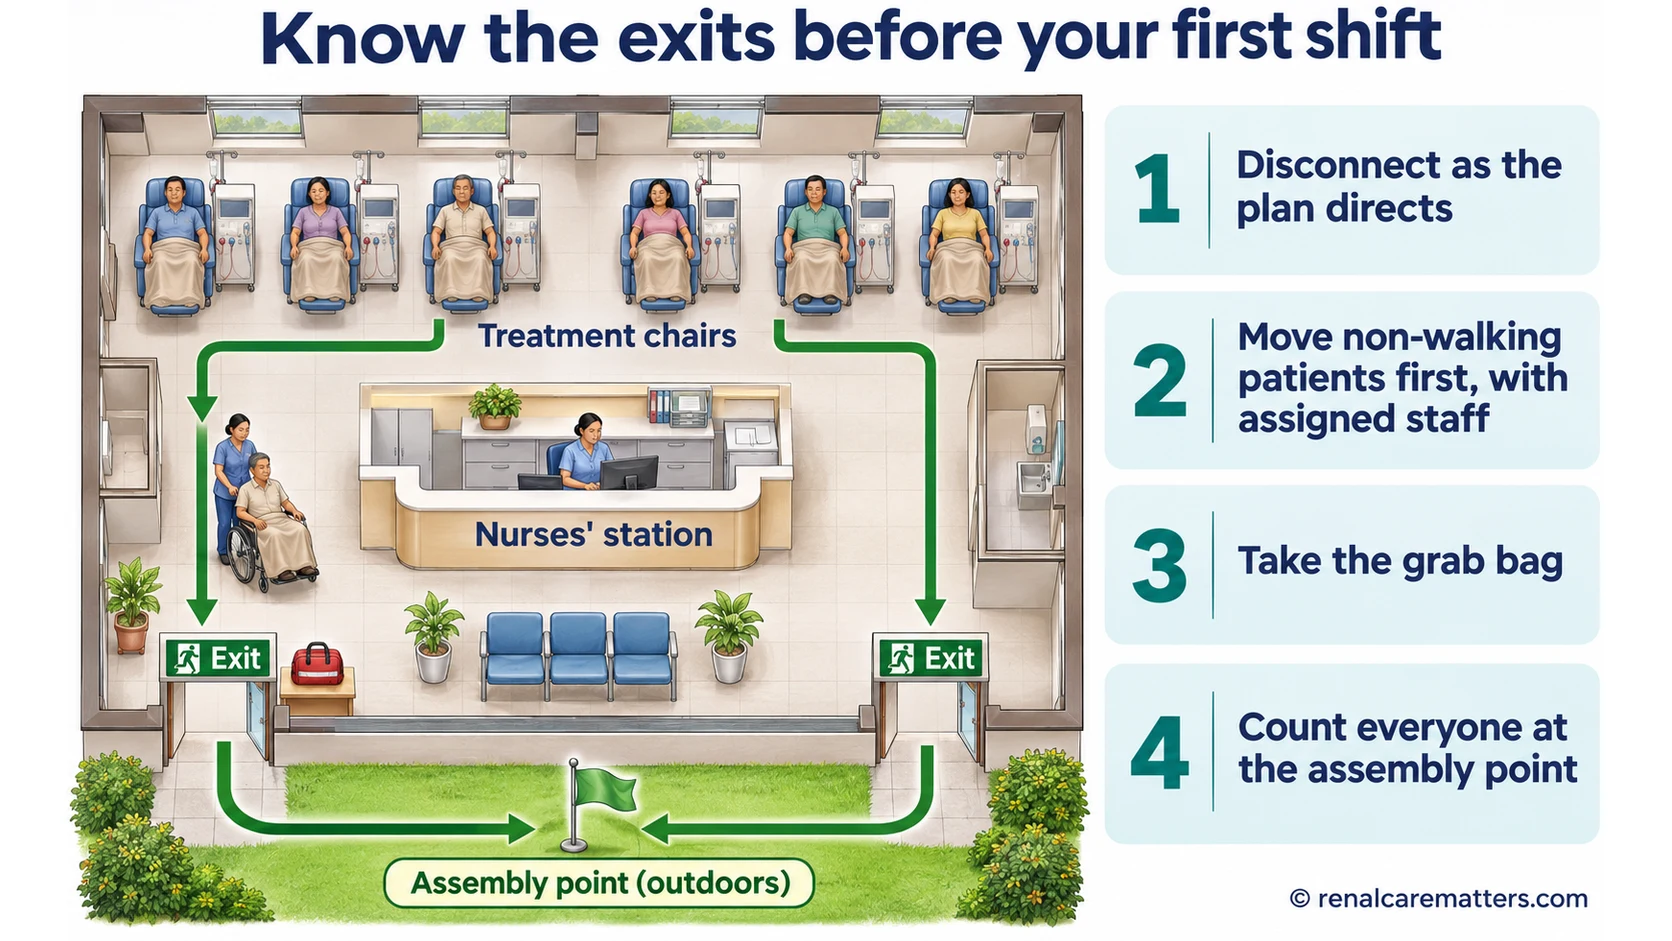 Know the exits before your first shift
Treatment chairs
Nurses' station
Exit
Exit
Assembly point (outdoors)
1
Disconnect as the
plan directs
2
Move non-walking
patients first, with
assigned staff
3
Take the grab bag
4
Count everyone at
the assembly point
© renalcarematters.com